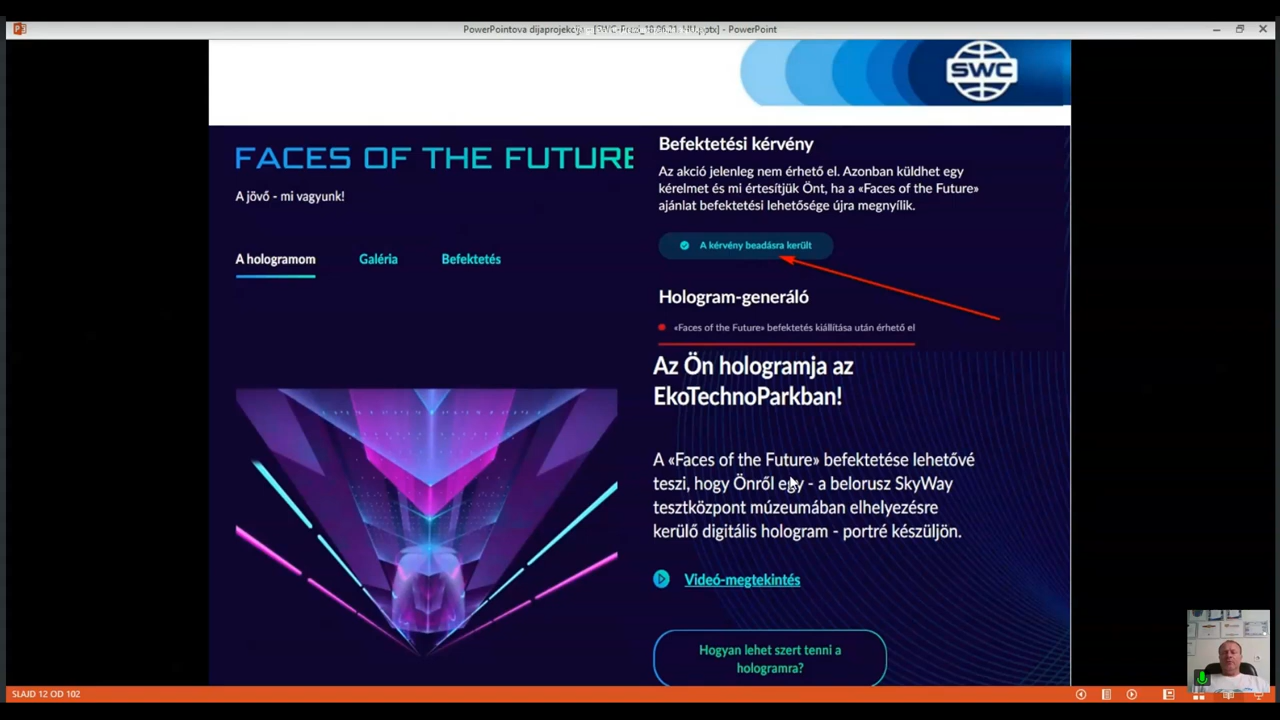 PowerPointova dijaprojekcija - [SWC-Prezi_18.06.21. HU.pptx] - PowerPoint
SWC
FACES OF THE FUTURE
A jövő - mi vagyunk!
A hologramom
Galéria
Befektetés
Befektetési kérvény
Az akció jelenleg nem érhető el. Azonban küldhet egy
kérelmet és mi értesítjük Önt, ha a «Faces of the Future»
ajánlat befektetési lehetősége újra megnyílik.
A kérvény beadásra került
Hologram-generáló
«Faces of the Future» befektetés kiállítása után érhető el
Az Ön hologramja az
EkoTechnoParkban!
A «Faces of the Future» befektetése lehetővé
teszi, hogy Önről egy - a belorusz SkyWay
tesztközpont múzeumában elhelyezésre
kerülő digitális hologram - portré készüljön.
Videó-megtekintés
Hogyan lehet szert tenni a
hologramra?
SLAJD 12 OD 102